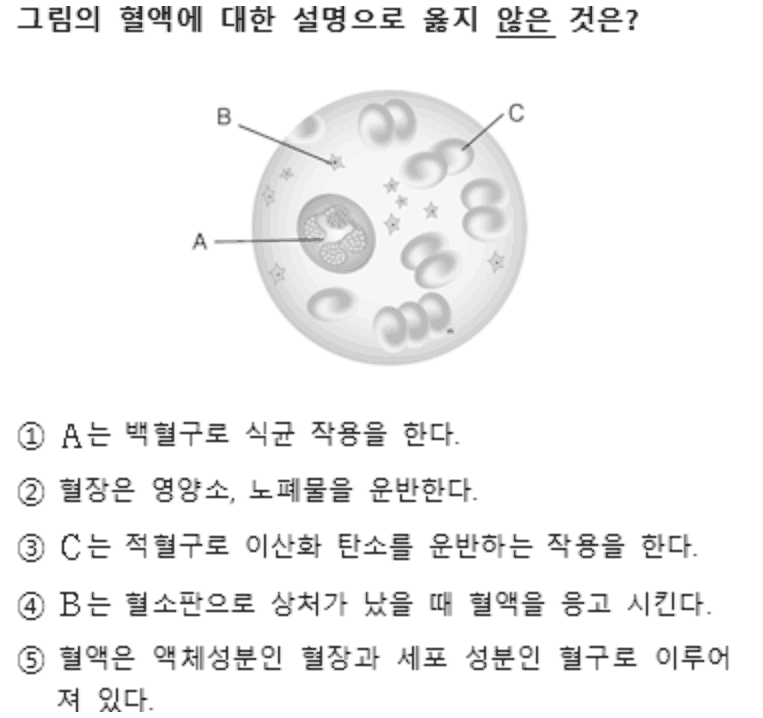 그림의 혈액에 대한 설명으로 옳지 않은 것은?
B
C
A
① A는 백혈구로 식균 작용을 한다.
② 혈장은 영양소, 노폐물을 운반한다.
③ C는 적혈구로 이산화 탄소를 운반하는 작용을 한다.
④ B는 혈소판으로 상처가 났을 때 혈액을 응고 시킨다.
⑤ 혈액은 액체성분인 혈장과 세포 성분인 혈구로 이루어
져 있다.